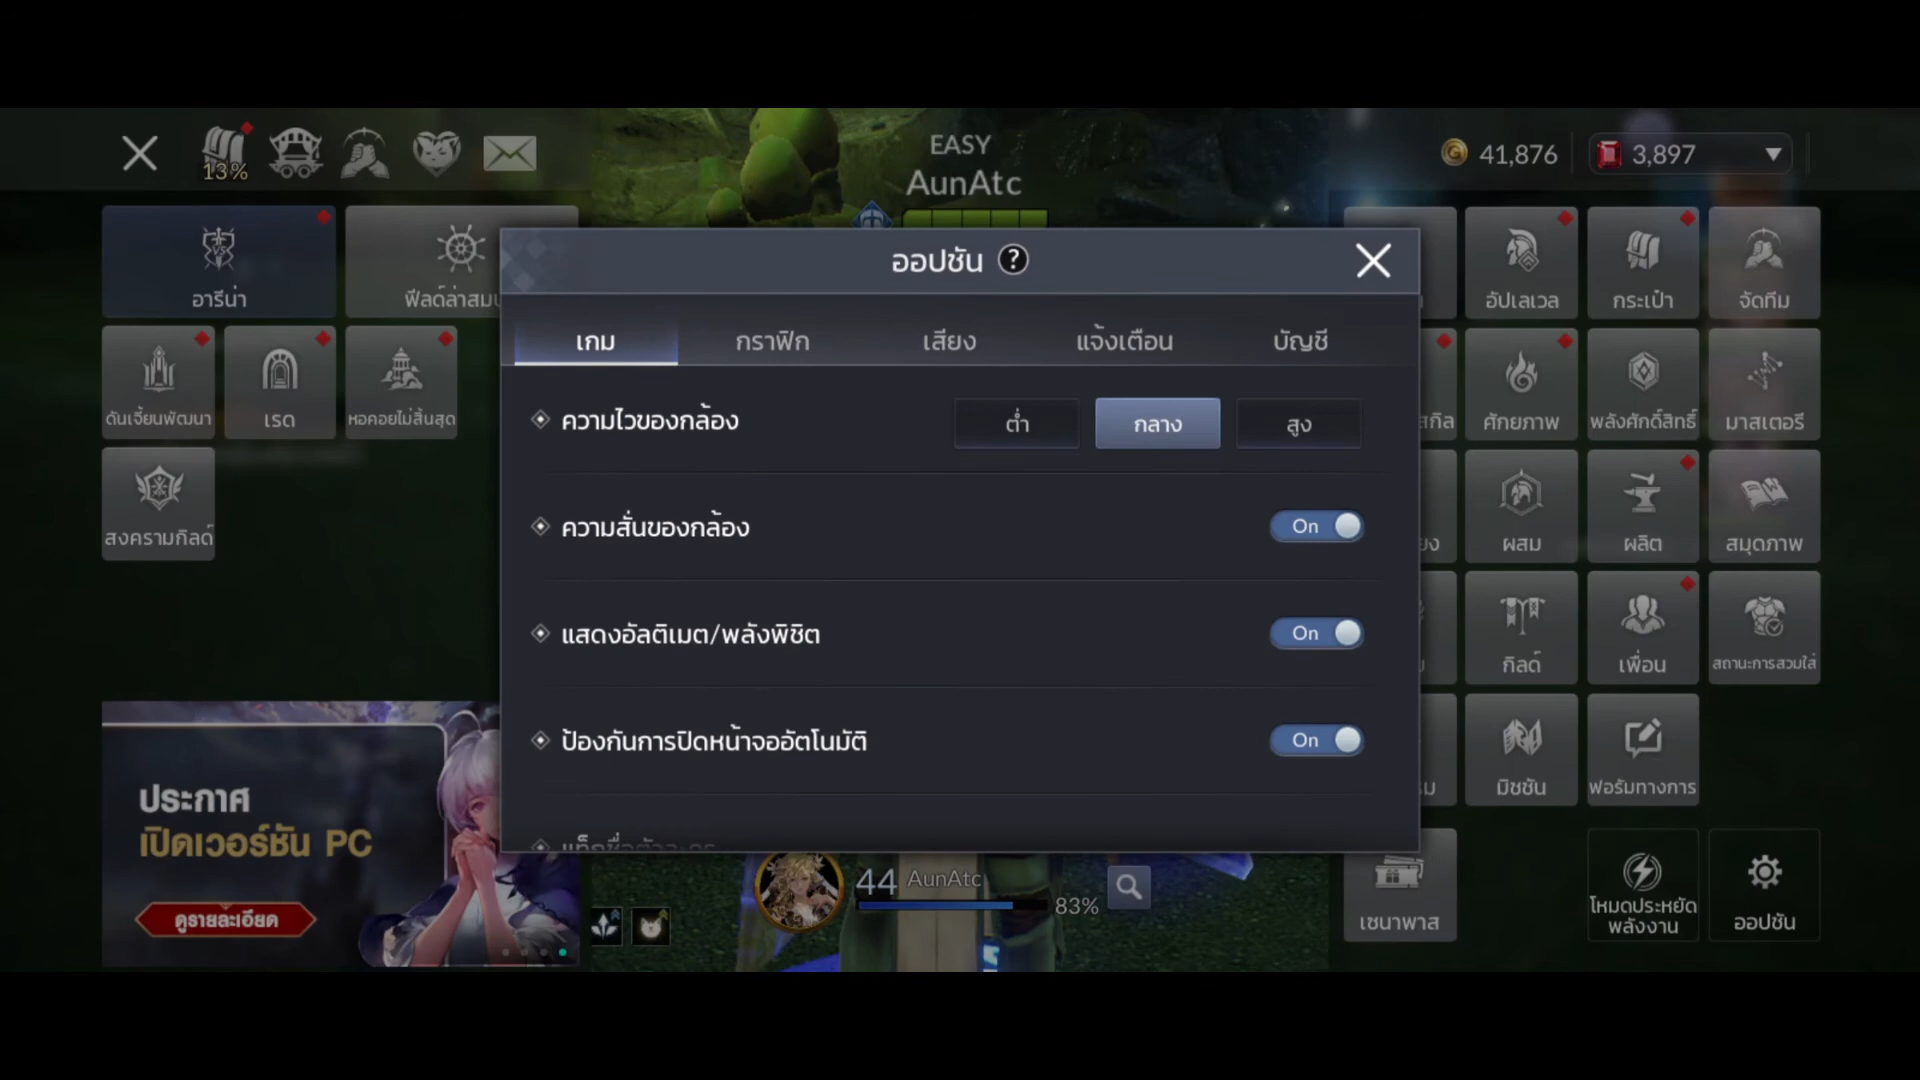 EASY
AunAtc
41,876
3,897
13%
อารีน่า
ฟีลด์ล่าสมบ
ดันเจี้ยนพัฒนา
เรด
หอคอยไม่สิ้นสุด
สงครามกิลด์
ออปชัน ?
เกม
กราฟิก
เสียง
แจ้งเตือน
บัญชี
ความไวของกล้อง
ต่ำ
กลาง
สูง
ความสั่นของกล้อง
On
แสดงอัลติเมต/พลังพิชิต
On
ป้องกันการปิดหน้าจออัตโนมัติ
On
อัปเลเวล
กระเป๋า
จัดทีม
สกิล
ศักยภาพ
พลังศักดิ์สิทธิ์
มาสเตอรี
ผสม
ผลิต
สมุดภาพ
กิลด์
เพื่อน
สถานะการสวมใส่
มิชชัน
ฟอรัมทางการ
เซนาพาส
โหมดประหยัด
พลังงาน
ออปชัน
ประกาศ
เปิดเวอร์ชัน PC
ดูรายละเอียด
44 AunAtc
83%